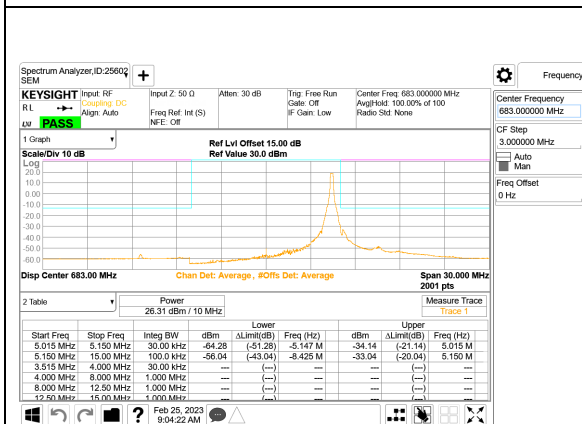 Spectrum Analyzer,ID:25602
SEM
+
Frequency
KEYSIGHT
RL
PASS
Input: RF
Coupling: DC
Align: Auto
Input Z: 50 Ω
Freq Ref: Int (S)
NFE: Off
Atten: 30 dB
Trig: Free Run
Gate: Off
IF Gain: Low
Center Freq: 683.000000 MHz
Avg|Hold: 100.00% of 100
Radio Std: None
Center Frequency
683.000000 MHz
CF Step
3.000000 MHz
Auto
Man
Freq Offset
0 Hz
1 Graph
Scale/Div 10 dB
Ref Lvl Offset 15.00 dB
Ref Value 30.0 dBm
Log
20.0
10.0
0.00
-10.0
-20.0
-30.0
-40.0
-50.0
-60.0
Disp Center 683.00 MHz
Chan Det: Average , #Offs Det: Average
Span 30.000 MHz
2001 pts
2 Table
Power
26.31 dBm / 10 MHz
Measure Trace
Trace 1
Lower Upper
Start Freq Stop Freq Integ BW dBm ΔLimit(dB) Freq (Hz) dBm ΔLimit(dB) Freq (Hz)
5.015 MHz 5.150 MHz 30.00 kHz -64.28 (-51.28) -5.147 M -34.14 (-21.14) 5.015 M
5.150 MHz 15.00 MHz 100.0 kHz -56.04 (-43.04) -8.425 M -33.04 (-20.04) 5.150 M
3.515 MHz 4.000 MHz 30.00 kHz --- (---) --- (---)
4.000 MHz 8.000 MHz 1.000 MHz --- (---) --- (---)
8.000 MHz 12.50 MHz 1.000 MHz --- (---) --- (---)
12.50 MHz 15.00 MHz 1.000 MHz --- (---) --- (---)
?
Feb 25, 2023
9:04:22 AM